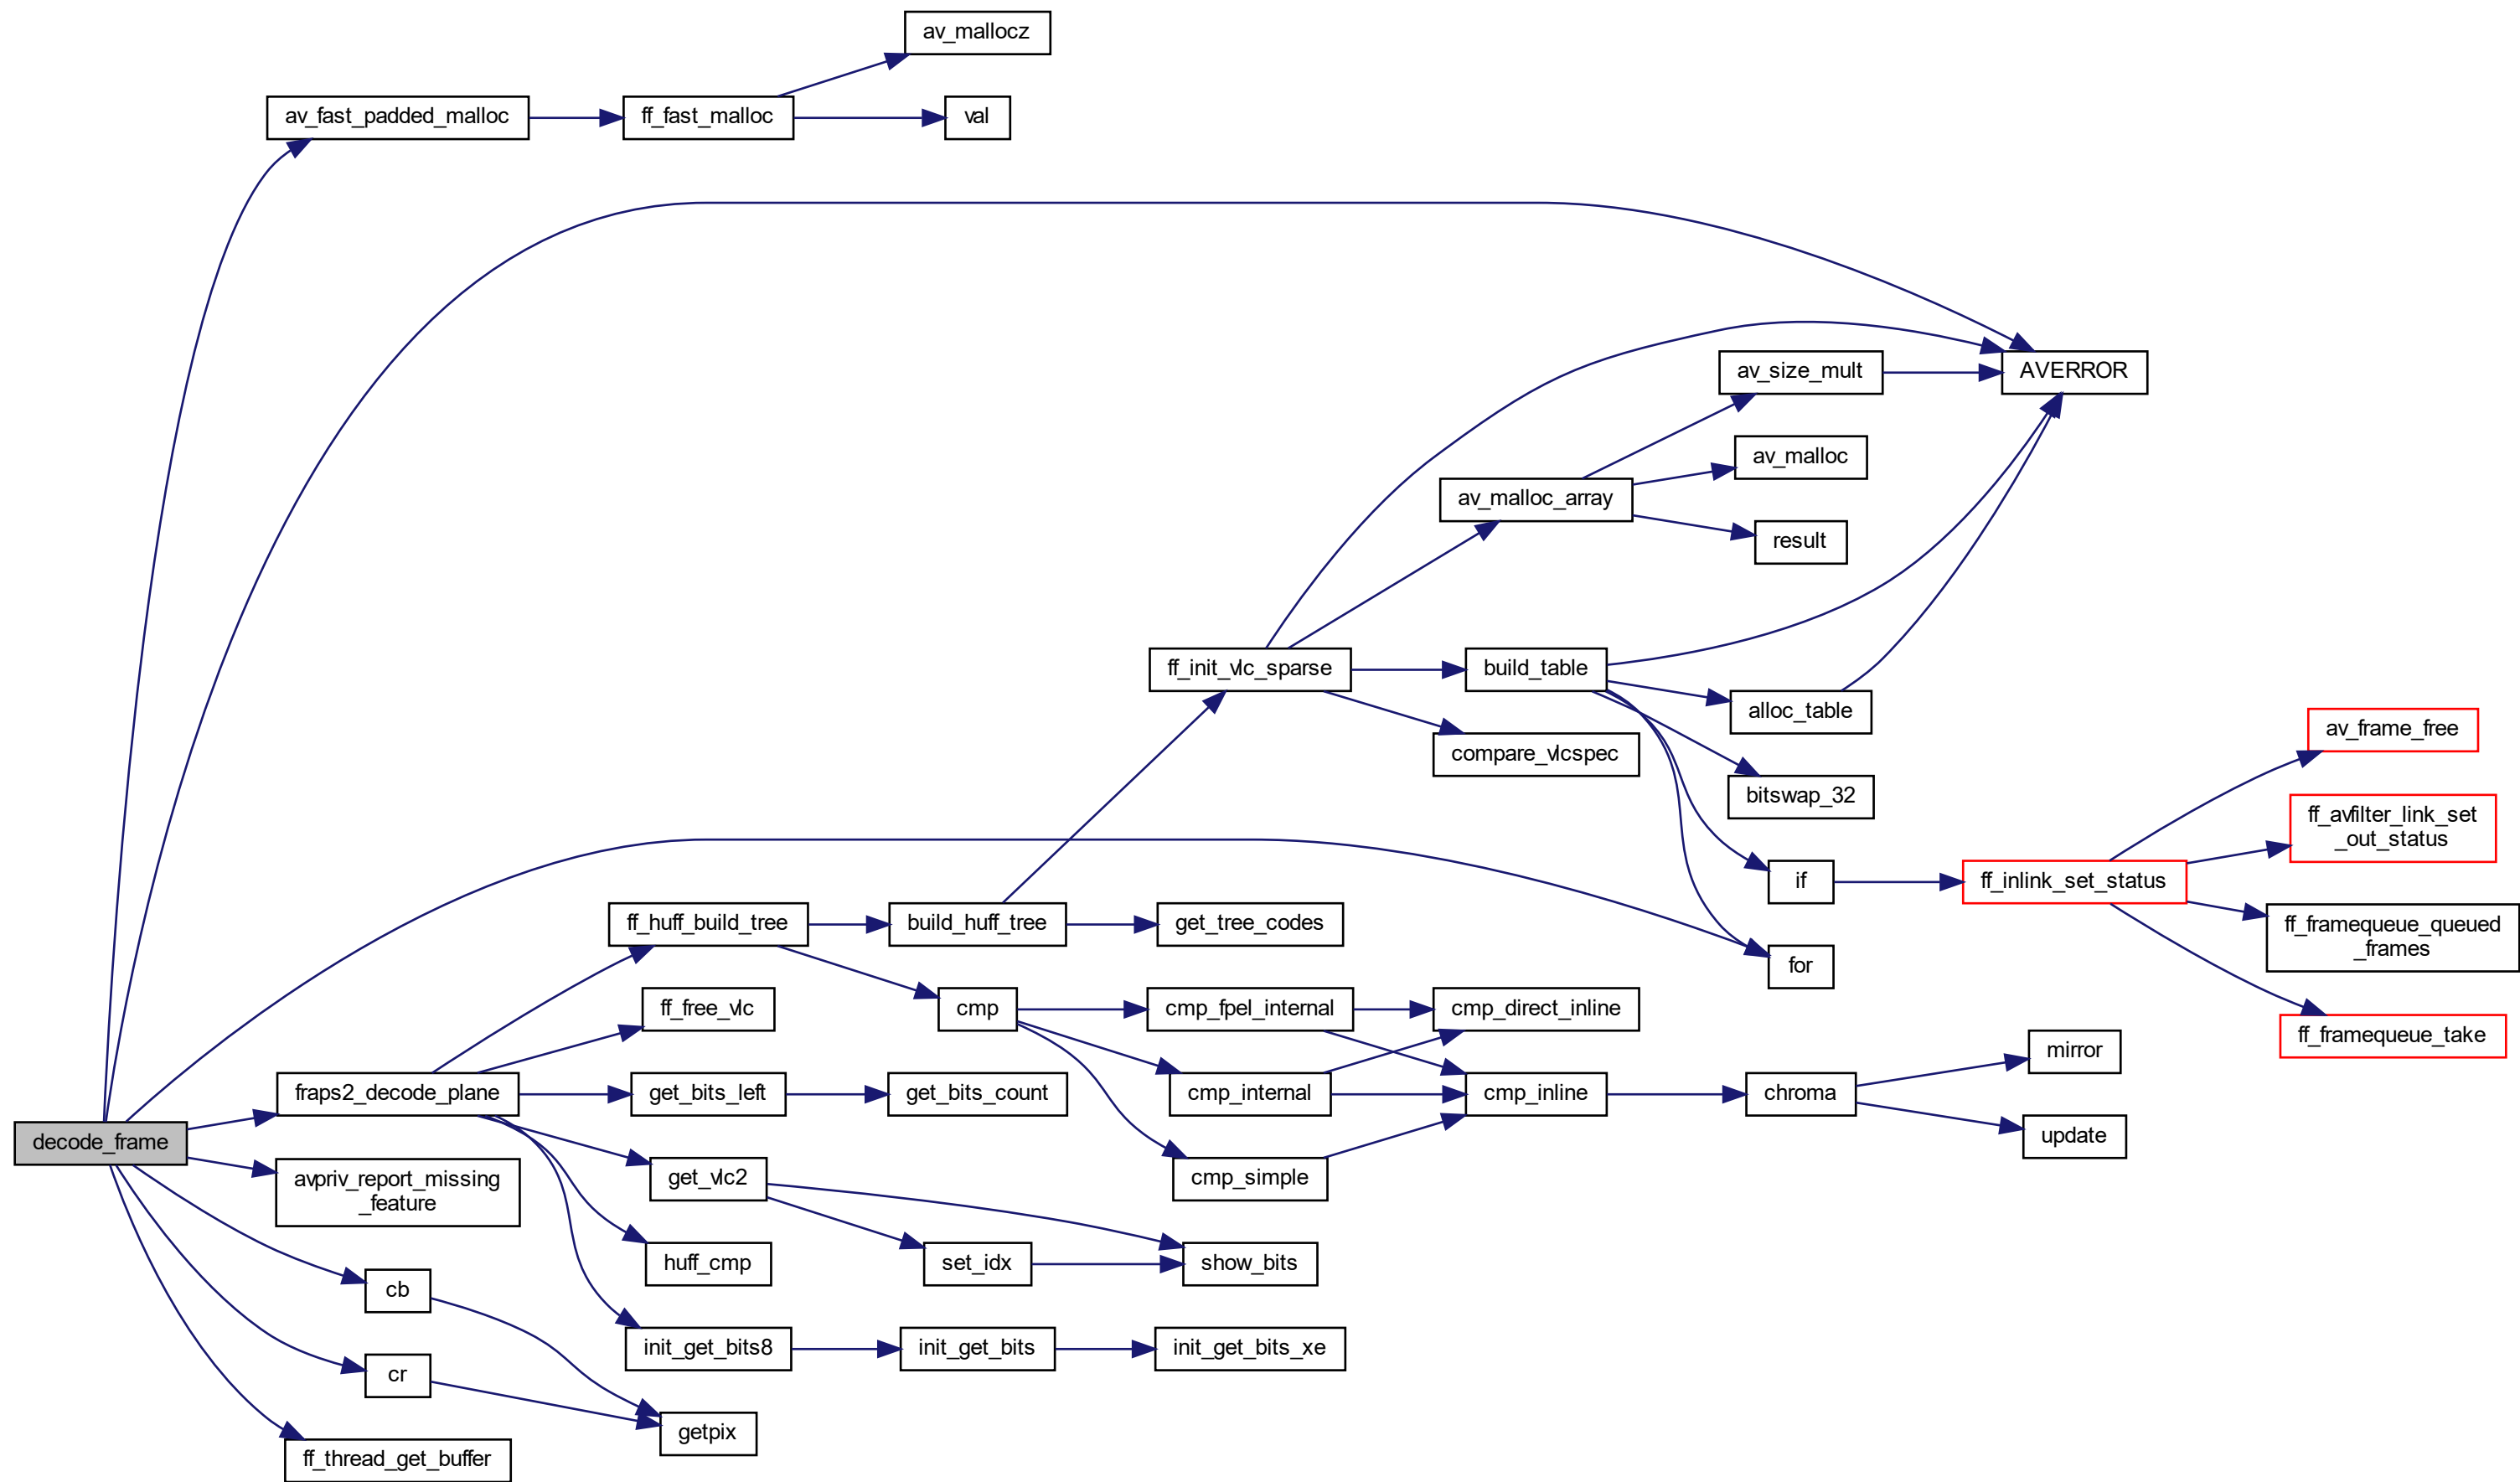 av_mallocz
av_fast_padded_malloc
ff_fast_malloc
val
av_size_mult
AVERROR
av_malloc
av_malloc_array
result
ff_init_vlc_sparse
build_table
alloc_table
compare_vlcspec
bitswap_32
av_frame_free
ff_avfilter_link_set
_out_status
if
ff_inlink_set_status
ff_huff_build_tree
build_huff_tree
get_tree_codes
ff_framequeue_queued
_frames
for
ff_free_vlc
cmp
cmp_fpel_internal
cmp_direct_inline
ff_framequeue_take
mirror
fraps2_decode_plane
get_bits_left
get_bits_count
cmp_internal
cmp_inline
chroma
decode_frame
update
avpriv_report_missing
_feature
get_vlc2
cmp_simple
huff_cmp
set_idx
show_bits
cb
init_get_bits8
init_get_bits
init_get_bits_xe
cr
getpix
ff_thread_get_buffer